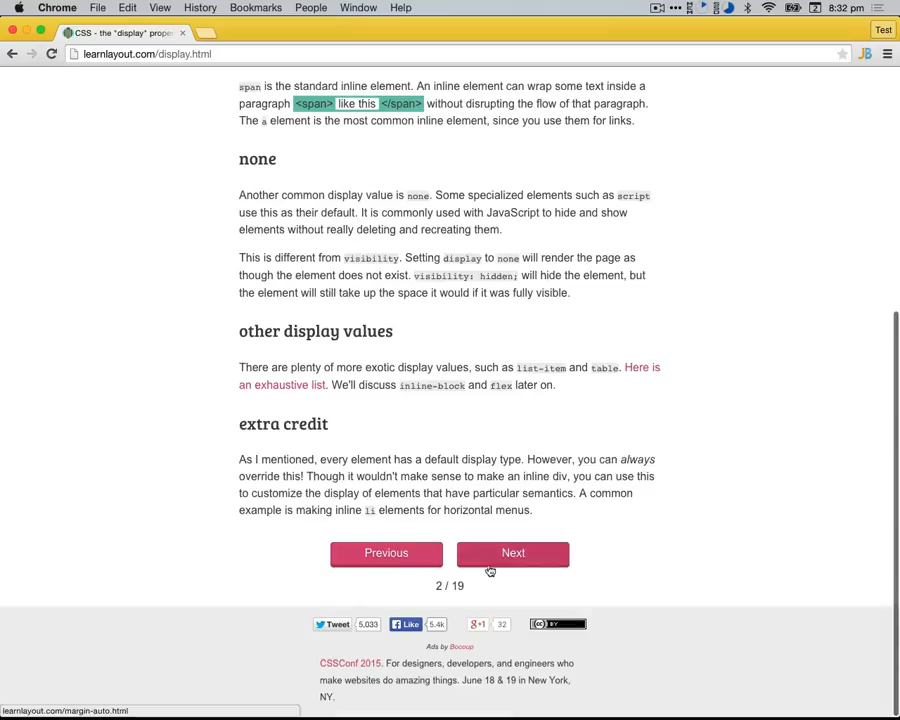 Chrome File Edit View History Bookmarks People Window Help 8:32 pm
CSS - the "display" prope
Test
learnlayout.com/display.html
span is the standard inline element. An inline element can wrap some text inside a
paragraph <span> like this </span> without disrupting the flow of that paragraph.
The a element is the most common inline element, since you use them for links.
none
Another common display value is none. Some specialized elements such as script
use this as their default. It is commonly used with JavaScript to hide and show
elements without really deleting and recreating them.
This is different from visibility. Setting display to none will render the page as
though the element does not exist. visibility: hidden; will hide the element, but
the element will still take up the space it would if it was fully visible.
other display values
There are plenty of more exotic display values, such as list-item and table. Here is
an exhaustive list. We'll discuss inline-block and flex later on.
extra credit
As I mentioned, every element has a default display type. However, you can always
override this! Though it wouldn't make sense to make an inline div, you can use this
to customize the display of elements that have particular semantics. A common
example is making inline li elements for horizontal menus.
Previous Next
2 / 19
Tweet 5,033 Like 5.4k g+1 32 (cc) BY
Ads by Bocoup
CSSConf 2015. For designers, developers, and engineers who
make websites do amazing things. June 18 & 19 in New York,
NY.
learnlayout.com/margin-auto.html